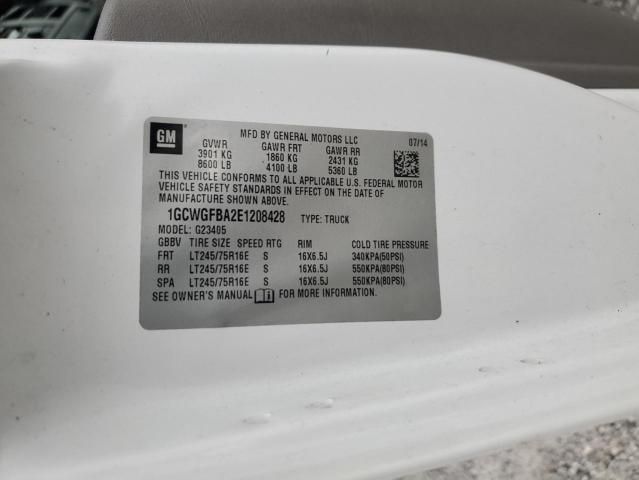 GM
MFD BY GENERAL MOTORS LLC 07/14
GVWR GAWR FRT GAWR RR
3901 KG 1860 KG 2431 KG
8600 LB 4100 LB 5360 LB
THIS VEHICLE CONFORMS TO ALL APPLICABLE U.S. FEDERAL MOTOR
VEHICLE SAFETY STANDARDS IN EFFECT ON THE DATE OF
MANUFACTURE SHOWN ABOVE.
1GCWGFBA2E1208428 TYPE: TRUCK
MODEL: G23405
GBBV TIRE SIZE SPEED RTG RIM COLD TIRE PRESSURE
FRT LT245/75R16E S 16X6.5J 340KPA(50PSI)
RR LT245/75R16E S 16X6.5J 550KPA(80PSI)
SPA LT245/75R16E S 16X6.5J 550KPA(80PSI)
SEE OWNER'S MANUAL FOR MORE INFORMATION.